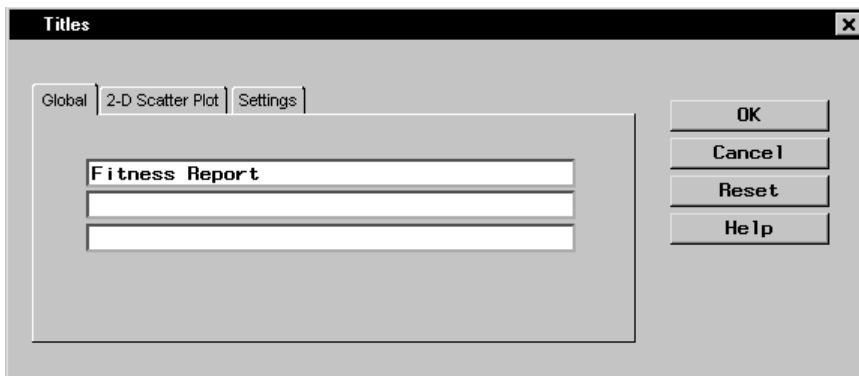 Titles
Global
2-D Scatter Plot
Settings
Fitness Report
OK
Cancel
Reset
Help